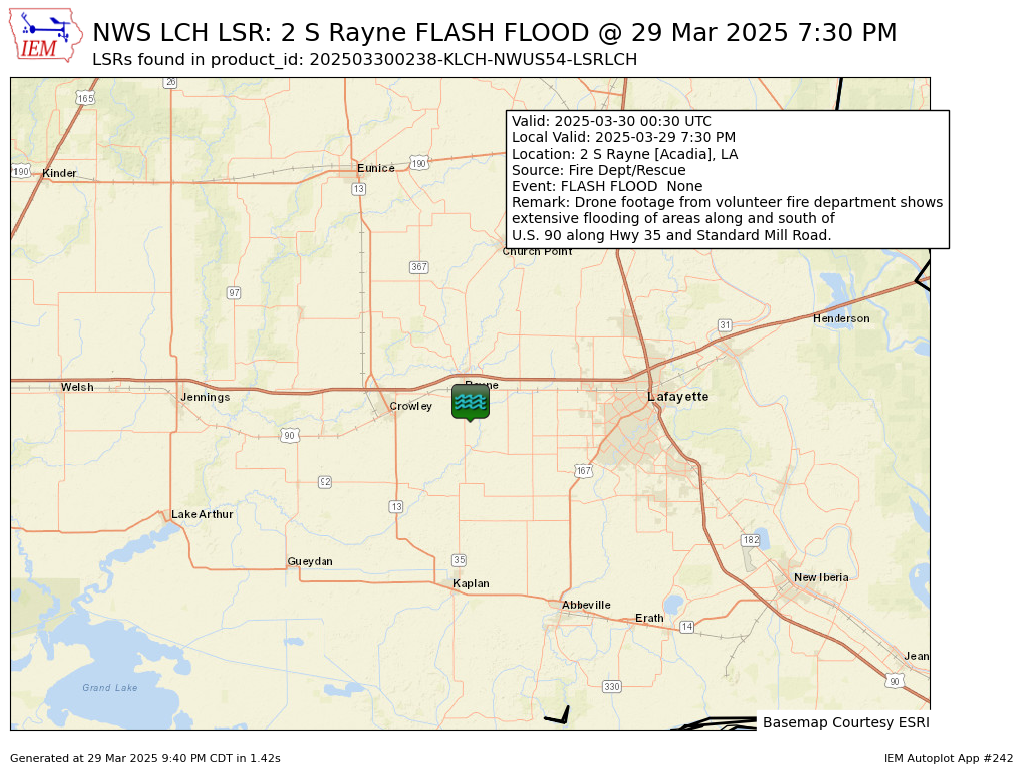 IEM
NWS LCH LSR: 2 S Rayne FLASH FLOOD @ 29 Mar 2025 7:30 PM
LSRs found in product_id: 202503300238-KLCH-NWUS54-LSRLCH
Valid: 2025-03-30 00:30 UTC
Local Valid: 2025-03-29 7:30 PM
Location: 2 S Rayne [Acadia], LA
Source: Fire Dept/Rescue
Event: FLASH FLOOD  None
Remark: Drone footage from volunteer fire department shows
extensive flooding of areas along and south of
U.S. 90 along Hwy 35 and Standard Mill Road.
26
165
190
Kinder
Eunice
190
13
Church Point
367
97
31
Henderson
Welsh
Jennings
Rayne
Crowley
Lafayette
90
167
92
13
Lake Arthur
182
Gueydan
35
Kaplan
New Iberia
Abbeville
Erath
14
Jean
90
Grand Lake
330
Basemap Courtesy ESRI
Generated at 29 Mar 2025 9:40 PM CDT in 1.42s
IEM Autoplot App #242